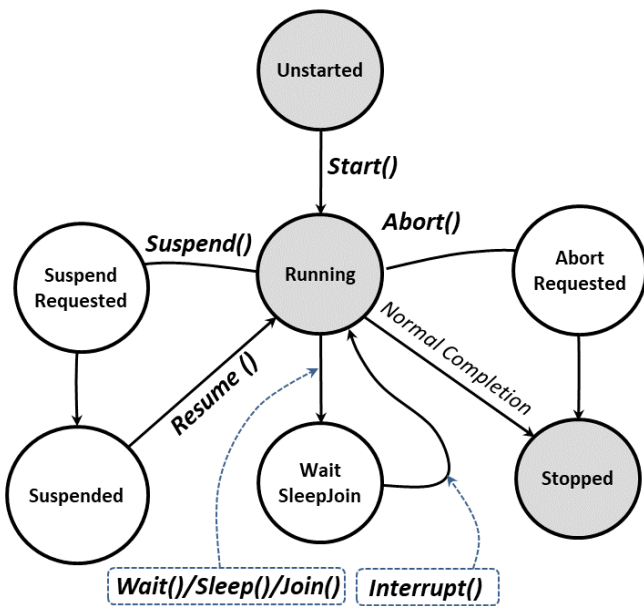 Unstarted
Start()
Suspend()
Abort()
Suspend
Requested
Running
Abort
Requested
Resume ()
Normal Completion
Suspended
Wait
SleepJoin
Stopped
Wait()/Sleep()/Join()
Interrupt()